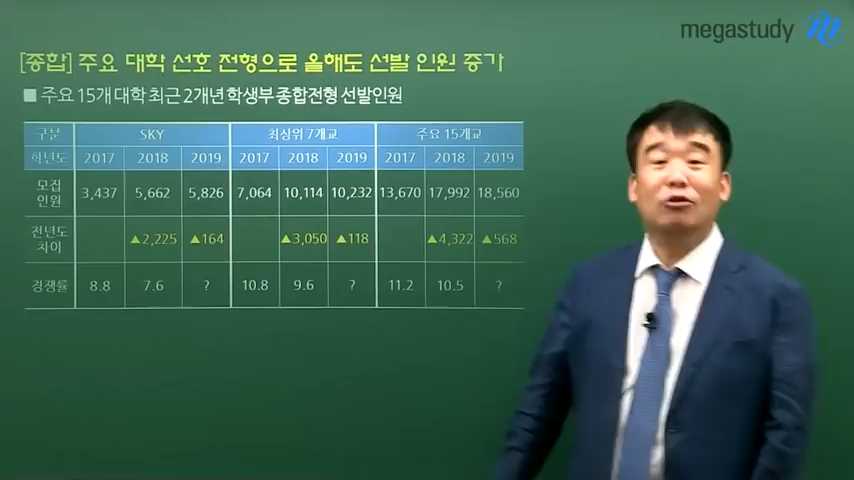 megastudy
[종합] 주요 대학 선호 전형으로 올해도 선발 인원 증가
■ 주요 15개 대학 최근 2개년 학생부종합전형 선발인원
구분 SKY 최상위 7개교 주요 15개교
학년도 2017 2018 2019 2017 2018 2019 2017 2018 2019
모집 인원 3,437 5,662 5,826 7,064 10,114 10,232 13,670 17,992 18,560
전년도 차이 ▲2,225 ▲164 ▲3,050 ▲118 ▲4,322 ▲568
경쟁률 8.8 7.6 ? 10.8 9.6 ? 11.2 10.5 ?